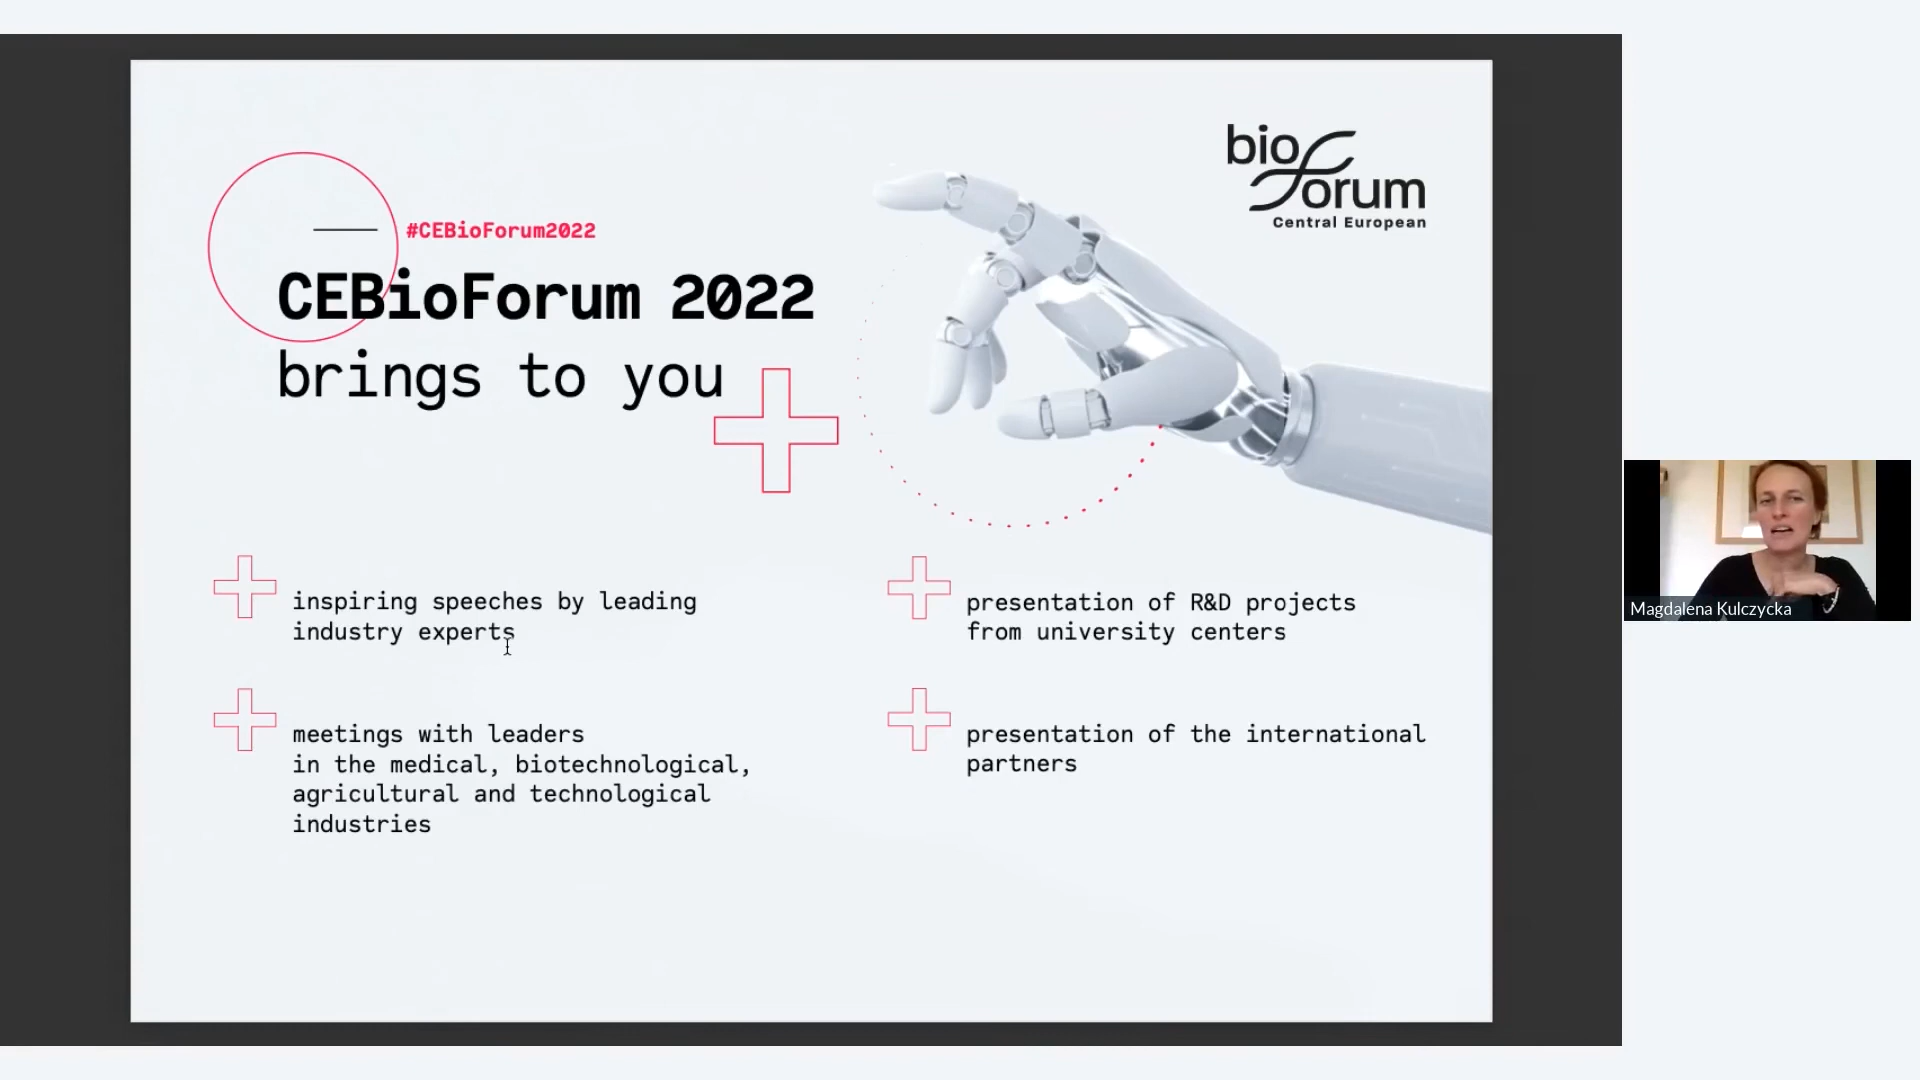 bio
Forum
Central European
#CEBioForum2022
CEBioForum 2022
brings to you
inspiring speeches by leading
industry experts
meetings with leaders
in the medical, biotechnological,
agricultural and technological
industries
presentation of R&D projects
from university centers
presentation of the international
partners
Magdalena Kulczycka